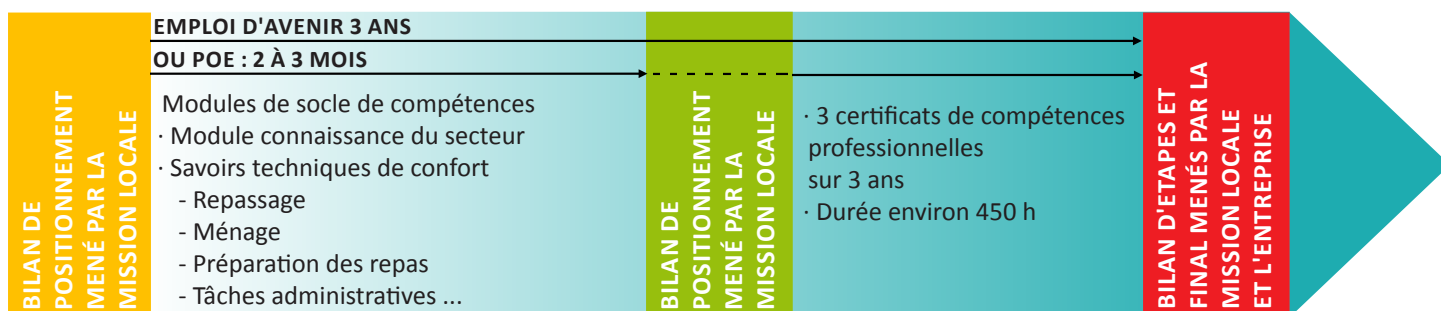 BILAN DE
POSITIONNEMENT
MENÉ PAR LA
MISSION LOCALE
EMPLOI D'AVENIR 3 ANS
OU POE : 2 À 3 MOIS
Modules de socle de compétences
· Module connaissance du secteur
· Savoirs techniques de confort
- Repassage
- Ménage
- Préparation des repas
- Tâches administratives ...
BILAN DE
POSITIONNEMENT
MENÉ PAR LA
MISSION LOCALE
· 3 certificats de compétences
professionnelles
sur 3 ans
· Durée environ 450 h
BILAN D'ETAPES ET
FINAL MENÉS PAR LA
MISSION LOCALE
ET L'ENTREPRISE